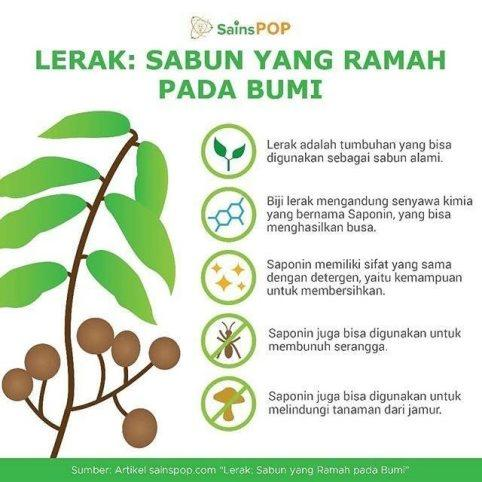 SainsPOP
LERAK: SABUN YANG RAMAH
PADA BUMI
Lerak adalah tumbuhan yang bisa
digunakan sebagai sabun alami.
Biji lerak mengandung senyawa kimia
yang bernama Saponin, yang bisa
menghasilkan busa.
Saponin memiliki sifat yang sama
dengan detergen, yaitu kemampuan
untuk membersihkan.
Saponin juga bisa digunakan untuk
membunuh serangga.
Saponin juga bisa digunakan untuk
melindungi tanaman dari jamur.
Sumber: Artikel sainspop.com "Lerak: Sabun yang Ramah pada Bumi"